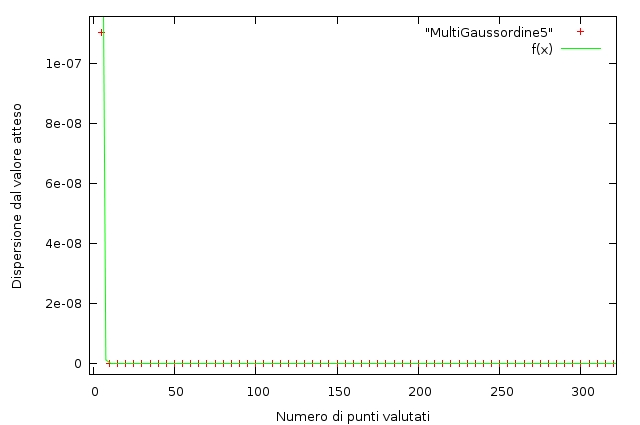 "MultiGaussordine5"
f(x)
1e-07
8e-08
6e-08
4e-08
2e-08
0
Dispersione dal valore atteso
0 50 100 150 200 250 300
Numero di punti valutati